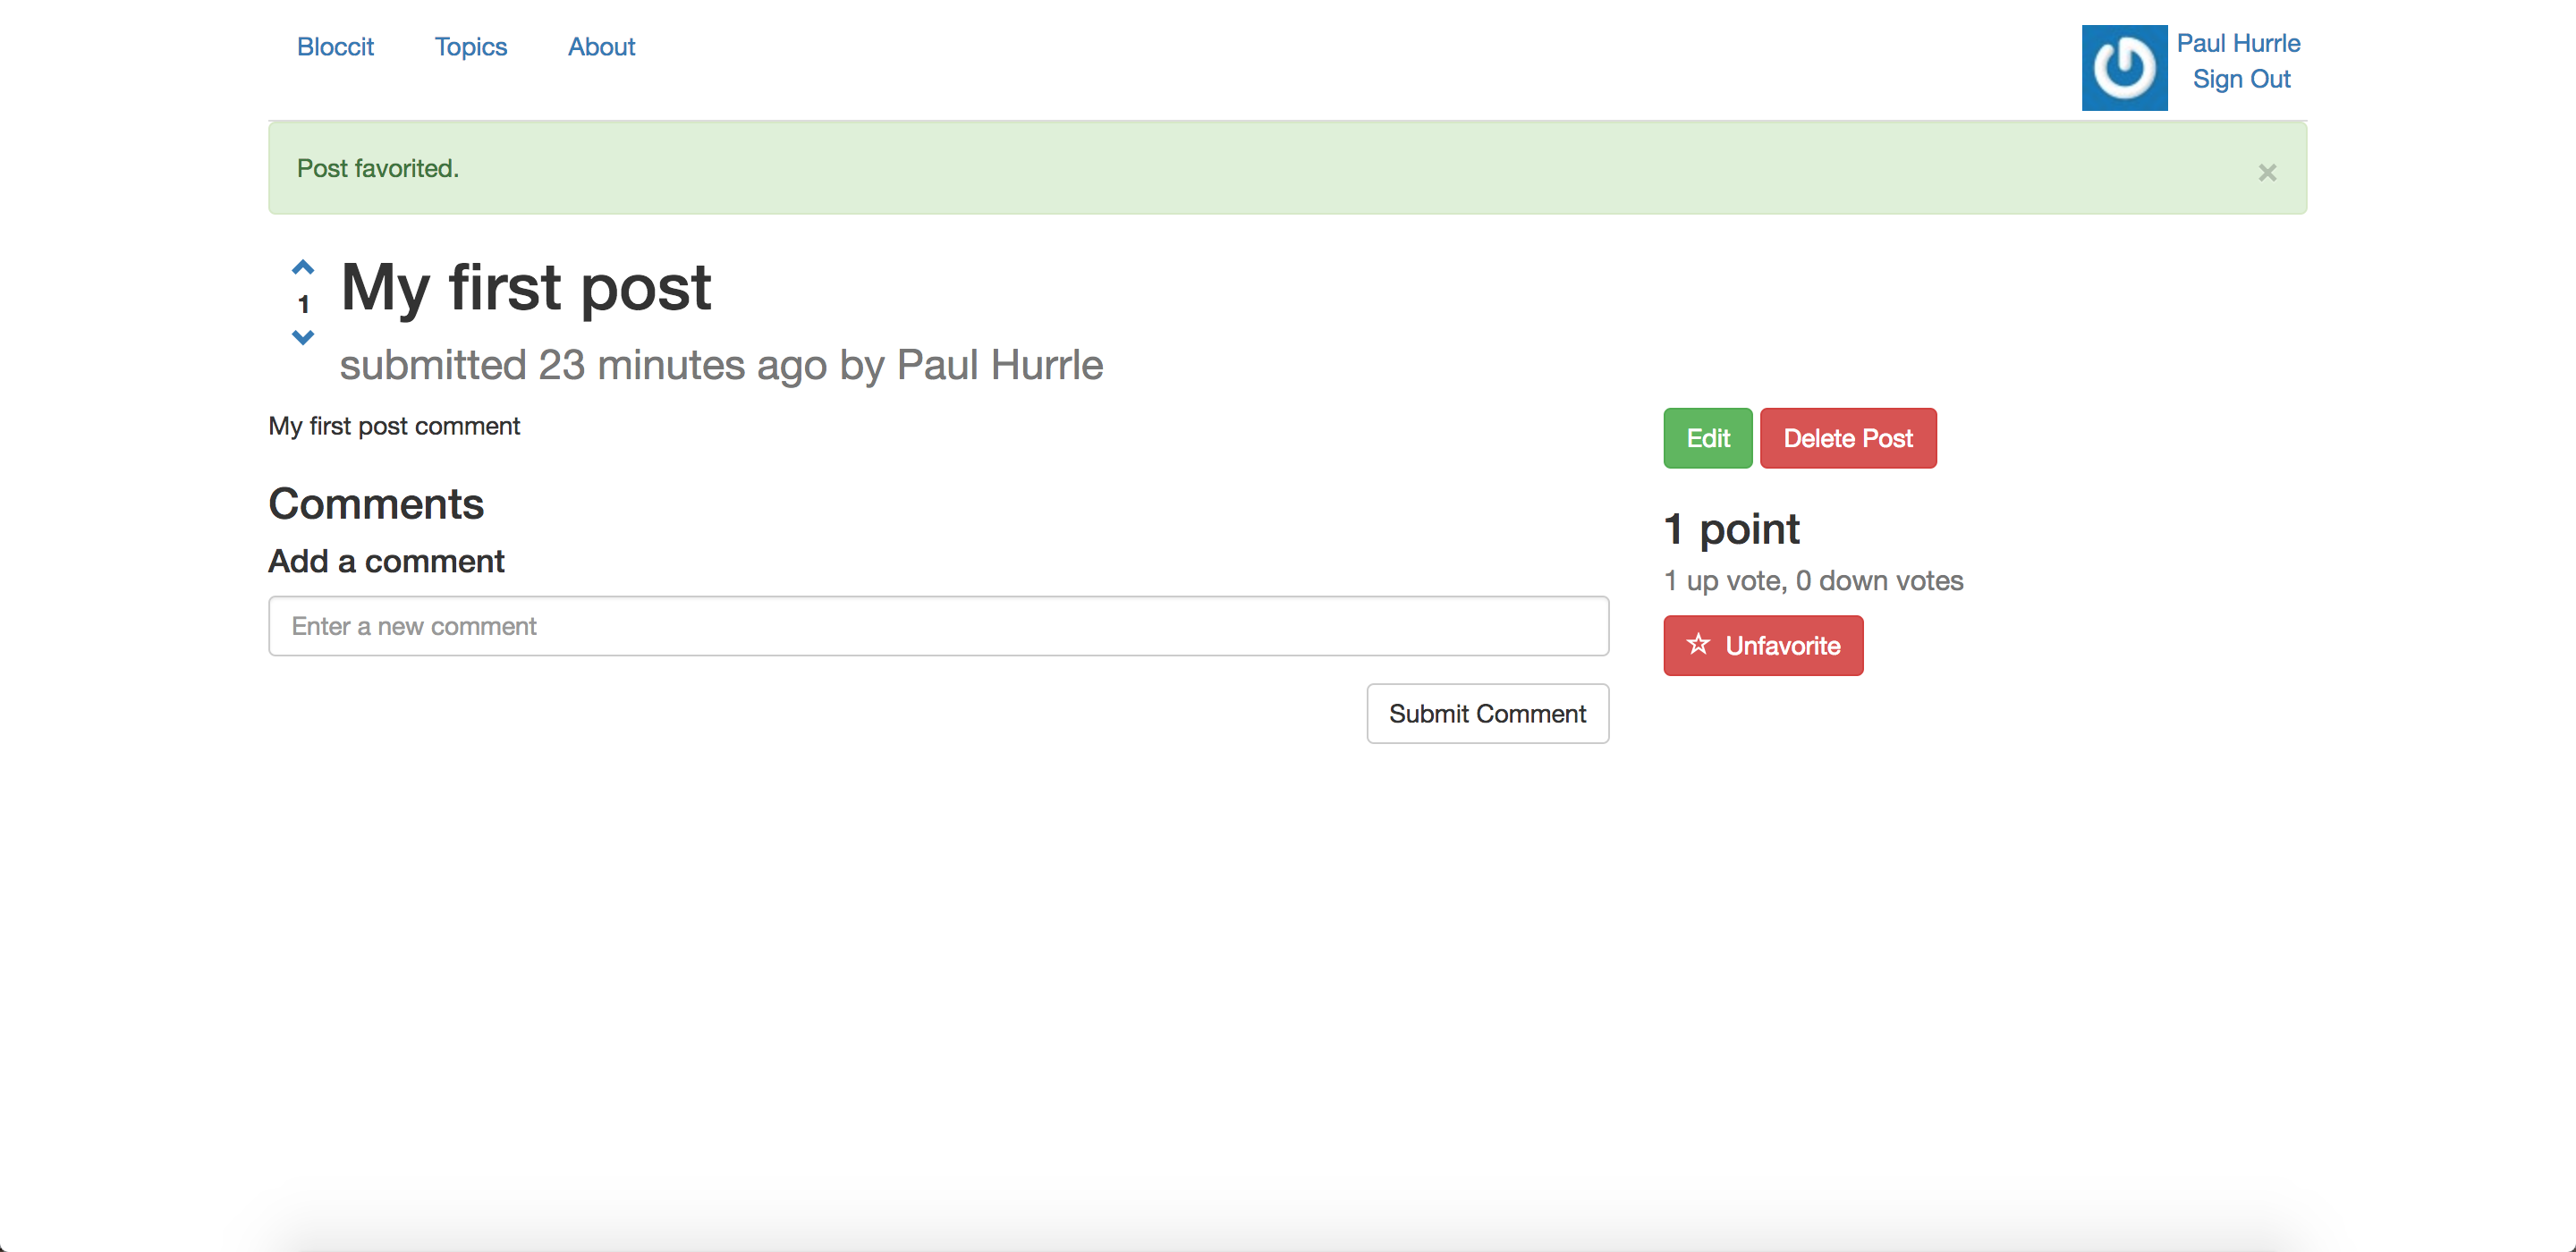 Bloccit Topics About
Paul Hurrle
Sign Out
Post favorited. ×
1
My first post
submitted 23 minutes ago by Paul Hurrle
My first post comment
Comments
Add a comment
Enter a new comment
Submit Comment
Edit Delete Post
1 point
1 up vote, 0 down votes
Unfavorite